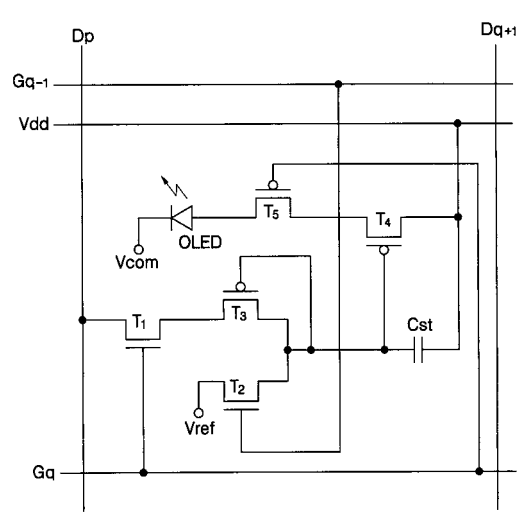 Dp
Dq+1
Gq-1
Vdd
T5
T4
OLED
Vcom
T1
T3
Cst
T2
Vref
Gq